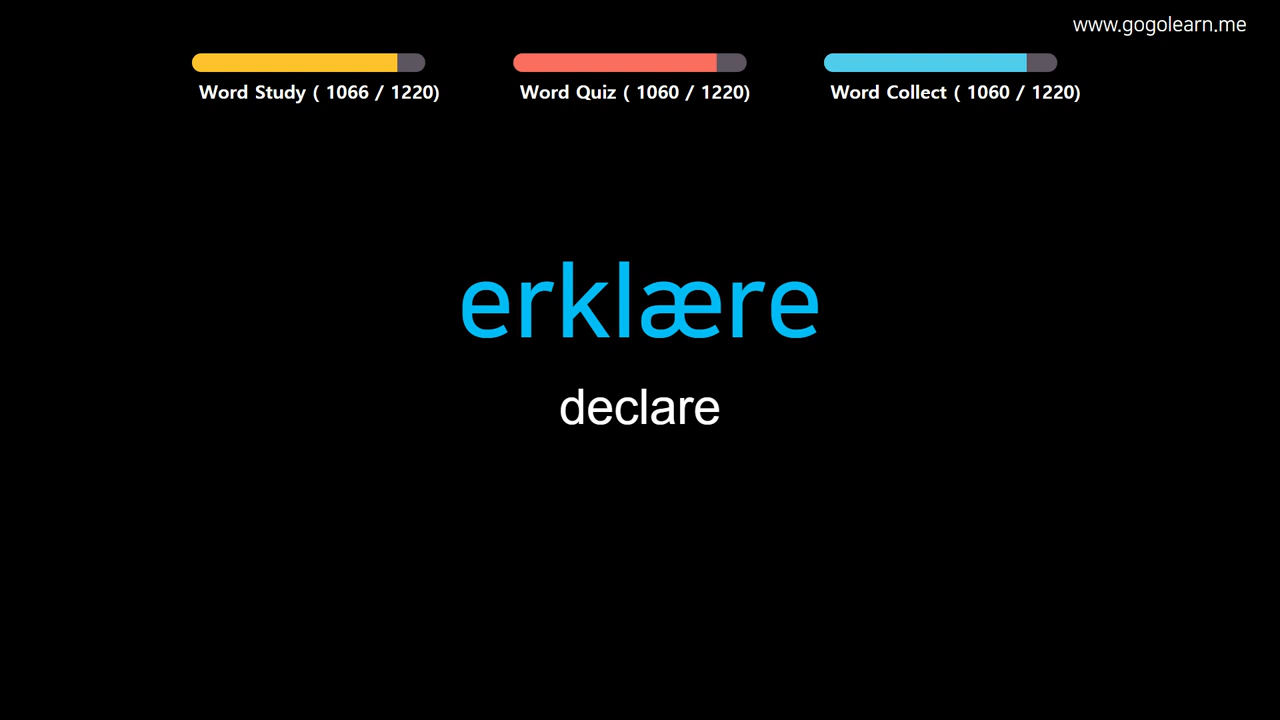 www.gogolearn.me
Word Study ( 1066 / 1220)
Word Quiz ( 1060 / 1220)
Word Collect ( 1060 / 1220)
erklære
declare